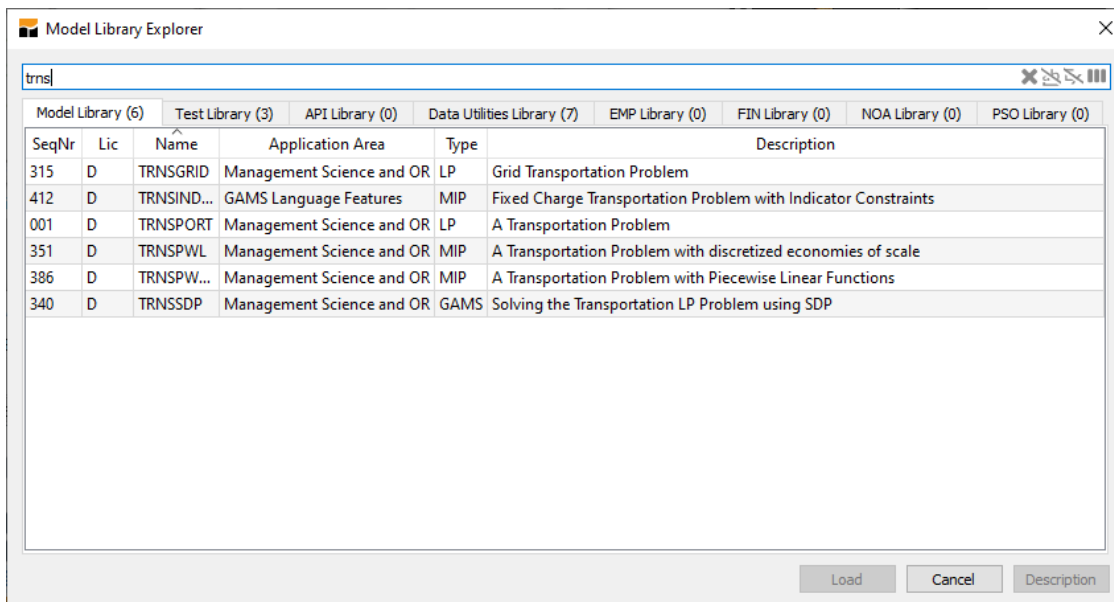 Model Library Explorer
trns
Model Library (6) Test Library (3) API Library (0) Data Utilities Library (7) EMP Library (0) FIN Library (0) NOA Library (0) PSO Library (0)
SeqNr Lic Name Application Area Type Description
315 D TRNSGRID Management Science and OR LP Grid Transportation Problem
412 D TRNSIND... GAMS Language Features MIP Fixed Charge Transportation Problem with Indicator Constraints
001 D TRNSPORT Management Science and OR LP A Transportation Problem
351 D TRNSPWL Management Science and OR MIP A Transportation Problem with discretized economies of scale
386 D TRNSPW... Management Science and OR MIP A Transportation Problem with Piecewise Linear Functions
340 D TRNSSDP Management Science and OR GAMS Solving the Transportation LP Problem using SDP
Load Cancel Description